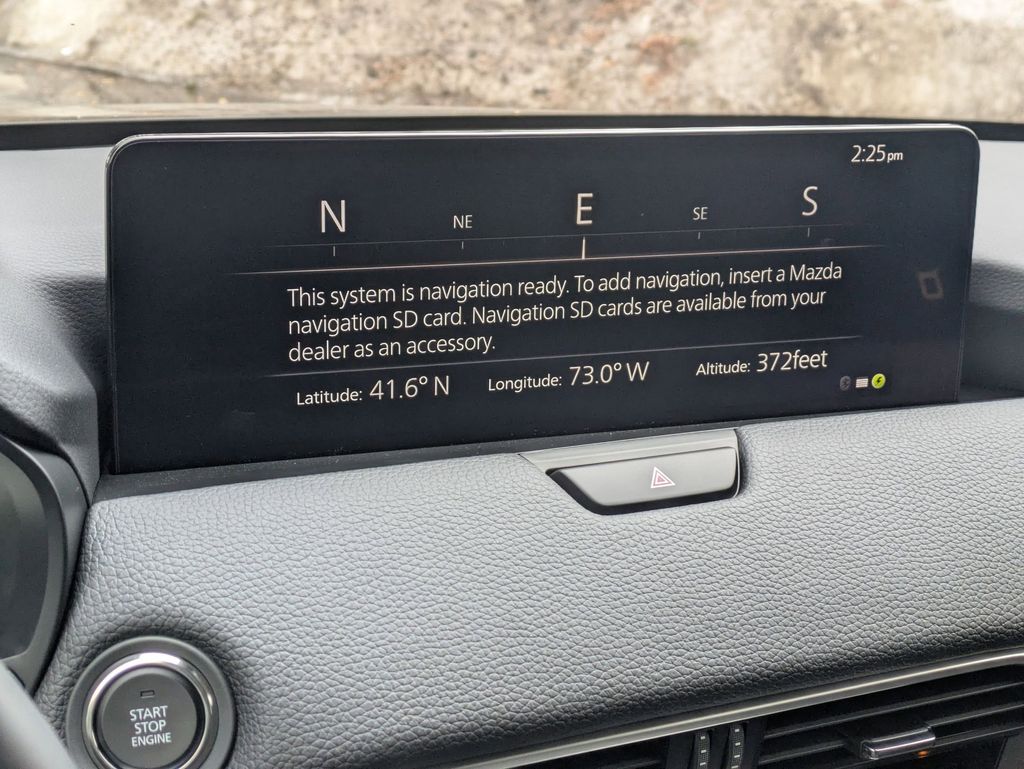 2:25pm
N NE E SE S
This system is navigation ready. To add navigation, insert a Mazda
navigation SD card. Navigation SD cards are available from your
dealer as an accessory.
Latitude: 41.6° N Longitude: 73.0° W Altitude: 372feet
START
STOP
ENGINE